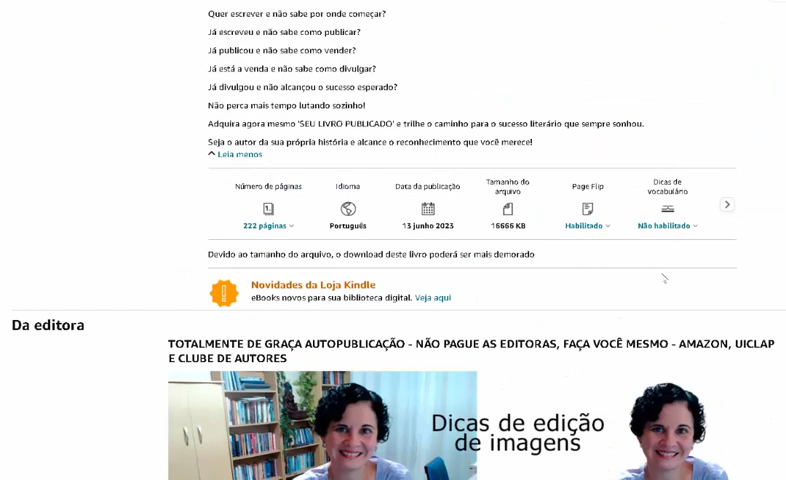 Quer escrever e não sabe por onde começar?
Já escreveu e não sabe como publicar?
Já publicou e não sabe como vender?
Já está a venda e não sabe como divulgar?
Já divulgou e não alcançou o sucesso esperado?
Não perca mais tempo lutando sozinho!
Adquira agora mesmo 'SEU LIVRO PUBLICADO' e trilhe o caminho para o sucesso literário que sempre sonhou.
Seja o autor da sua própria história e alcance o reconhecimento que você merece!
Leia menos
Número de páginas Idioma Data da publicação Tamanho do arquivo Page Flip Dicas de vocabulário
222 páginas Português 13 junho 2023 16666 KB Habilitado Não habilitado
Devido ao tamanho do arquivo, o download deste livro poderá ser mais demorado
Novidades da Loja Kindle
eBooks novos para sua biblioteca digital. Veja aqui
Da editora
TOTALMENTE DE GRAÇA AUTOPUBLICAÇÃO - NÃO PAGUE AS EDITORAS, FAÇA VOCÊ MESMO - AMAZON, UICLAP
E CLUBE DE AUTORES
Dicas de edição
de imagens